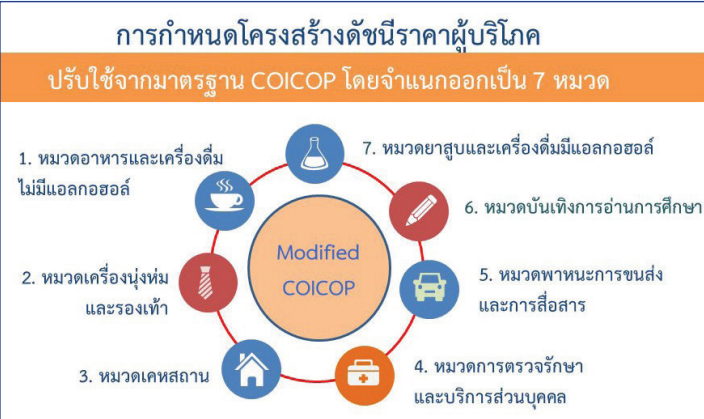 การกำหนดโครงสร้างดัชนีราคาผู้บริโภค
ปรับใช้จากมาตรฐาน COICOP โดยจำแนกออกเป็น 7 หมวด
1. หมวดอาหารและเครื่องดื่ม
ไม่มีแอลกอฮอล์
2. หมวดเครื่องนุ่งห่ม
และรองเท้า
3. หมวดเคหสถาน
4. หมวดการตรวจรักษา
และบริการส่วนบุคคล
5. หมวดพาหนะการขนส่ง
และการสื่อสาร
6. หมวดบันเทิงการอ่านการศึกษา
7. หมวดยาสูบและเครื่องดื่มมีแอลกอฮอล์
Modified
COICOP